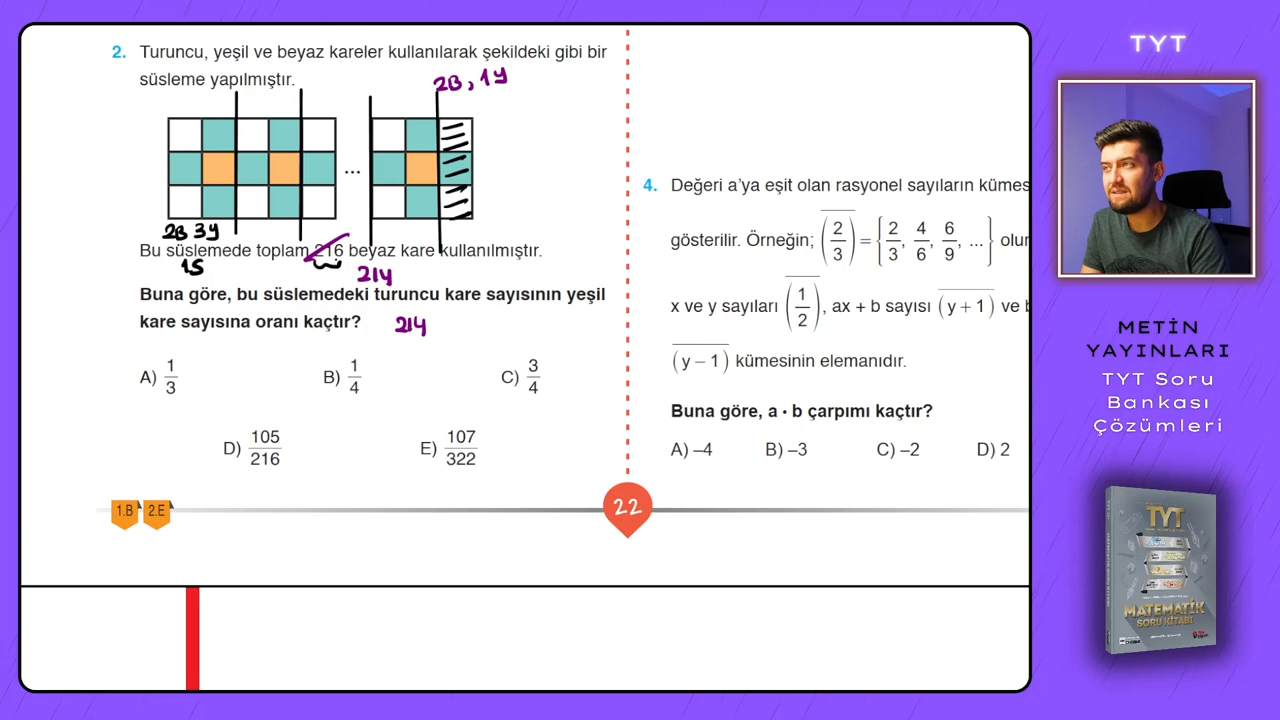 2. Turuncu, yeşil ve beyaz kareler kullanılarak şekildeki gibi bir
süsleme yapılmıştır.
2B, 1Y
...
2B 3Y
1S
Bu süslemede toplam 216 beyaz kare kullanılmıştır.
214
Buna göre, bu süslemedeki turuncu kare sayısının yeşil
kare sayısına oranı kaçtır?
214
A) 1/3
B) 1/4
C) 3/4
D) 105/216
E) 107/322
1.B 2.E
22
4. Değeri a'ya eşit olan rasyonel sayıların kümes
gösterilir. Örneğin; (2/3) = {2/3, 4/6, 6/9, ...} olur
x ve y sayıları (1/2), ax + b sayısı (y + 1) ve b
(y – 1) kümesinin elemanıdır.
Buna göre, a • b çarpımı kaçtır?
A) –4
B) –3
C) –2
D) 2
TYT
METİN
YAYINLARI
TYT Soru
Bankası
Çözümleri
TYT
MATEMATİK
SORU KİTABI